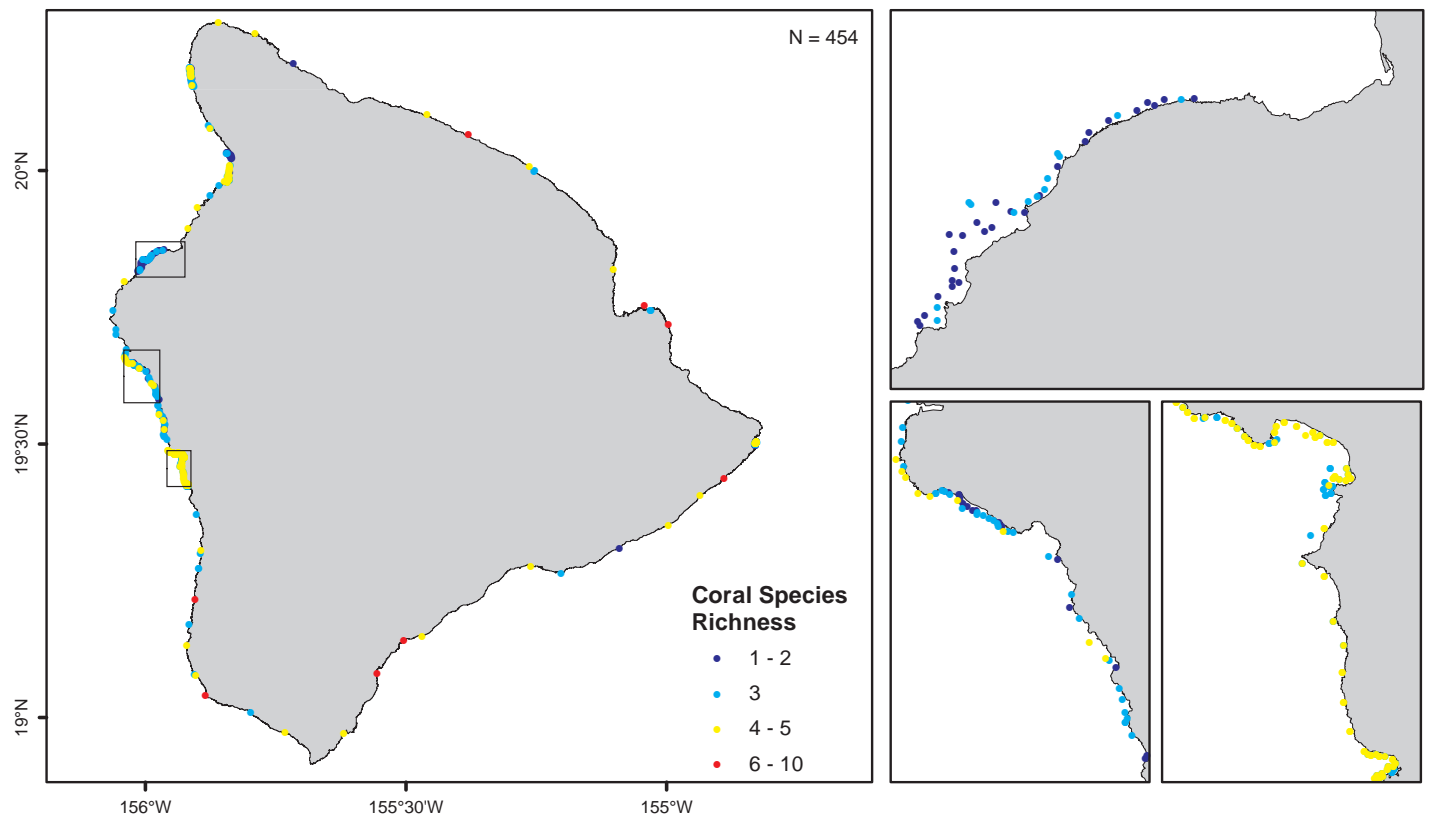 N = 454
20°N
19°30'N
19°N
156°W
155°30'W
155°W
Coral Species
Richness
1 - 2
3
4 - 5
6 - 10